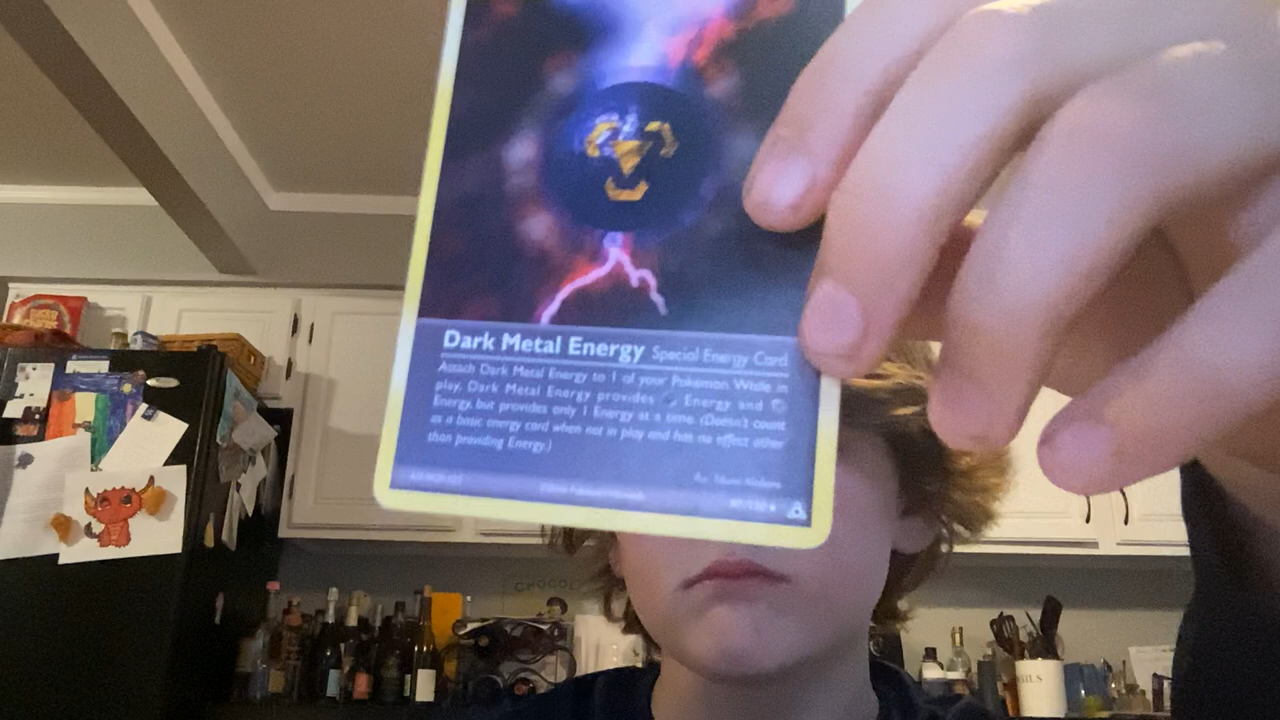 Dark Metal Energy Special Energy Card
Attach Dark Metal Energy to 1 of your Pokémon. While in
play, Dark Metal Energy provides Energy and
Energy, but provides only 1 Energy at a time. (Doesn't count
as a basic energy card when not in play and has no effect other
than providing Energy.)
CHOCOL